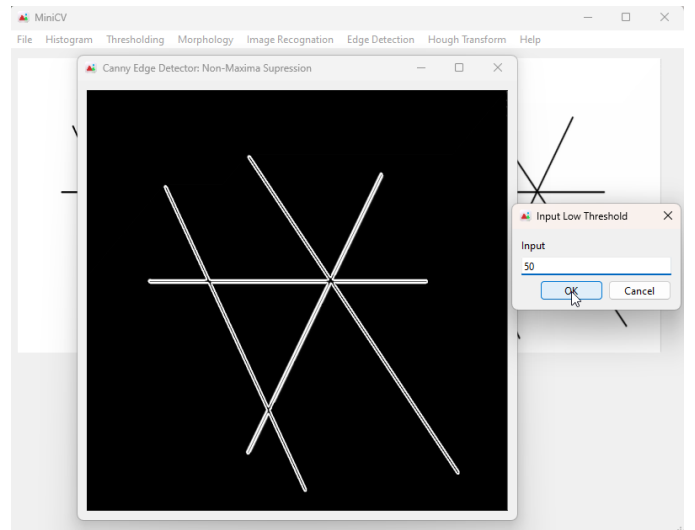 MiniCV
File Histogram Thresholding Morphology Image Recognation Edge Detection Hough Transform Help
Canny Edge Detector: Non-Maxima Supression
Input Low Threshold
Input
50
OK Cancel